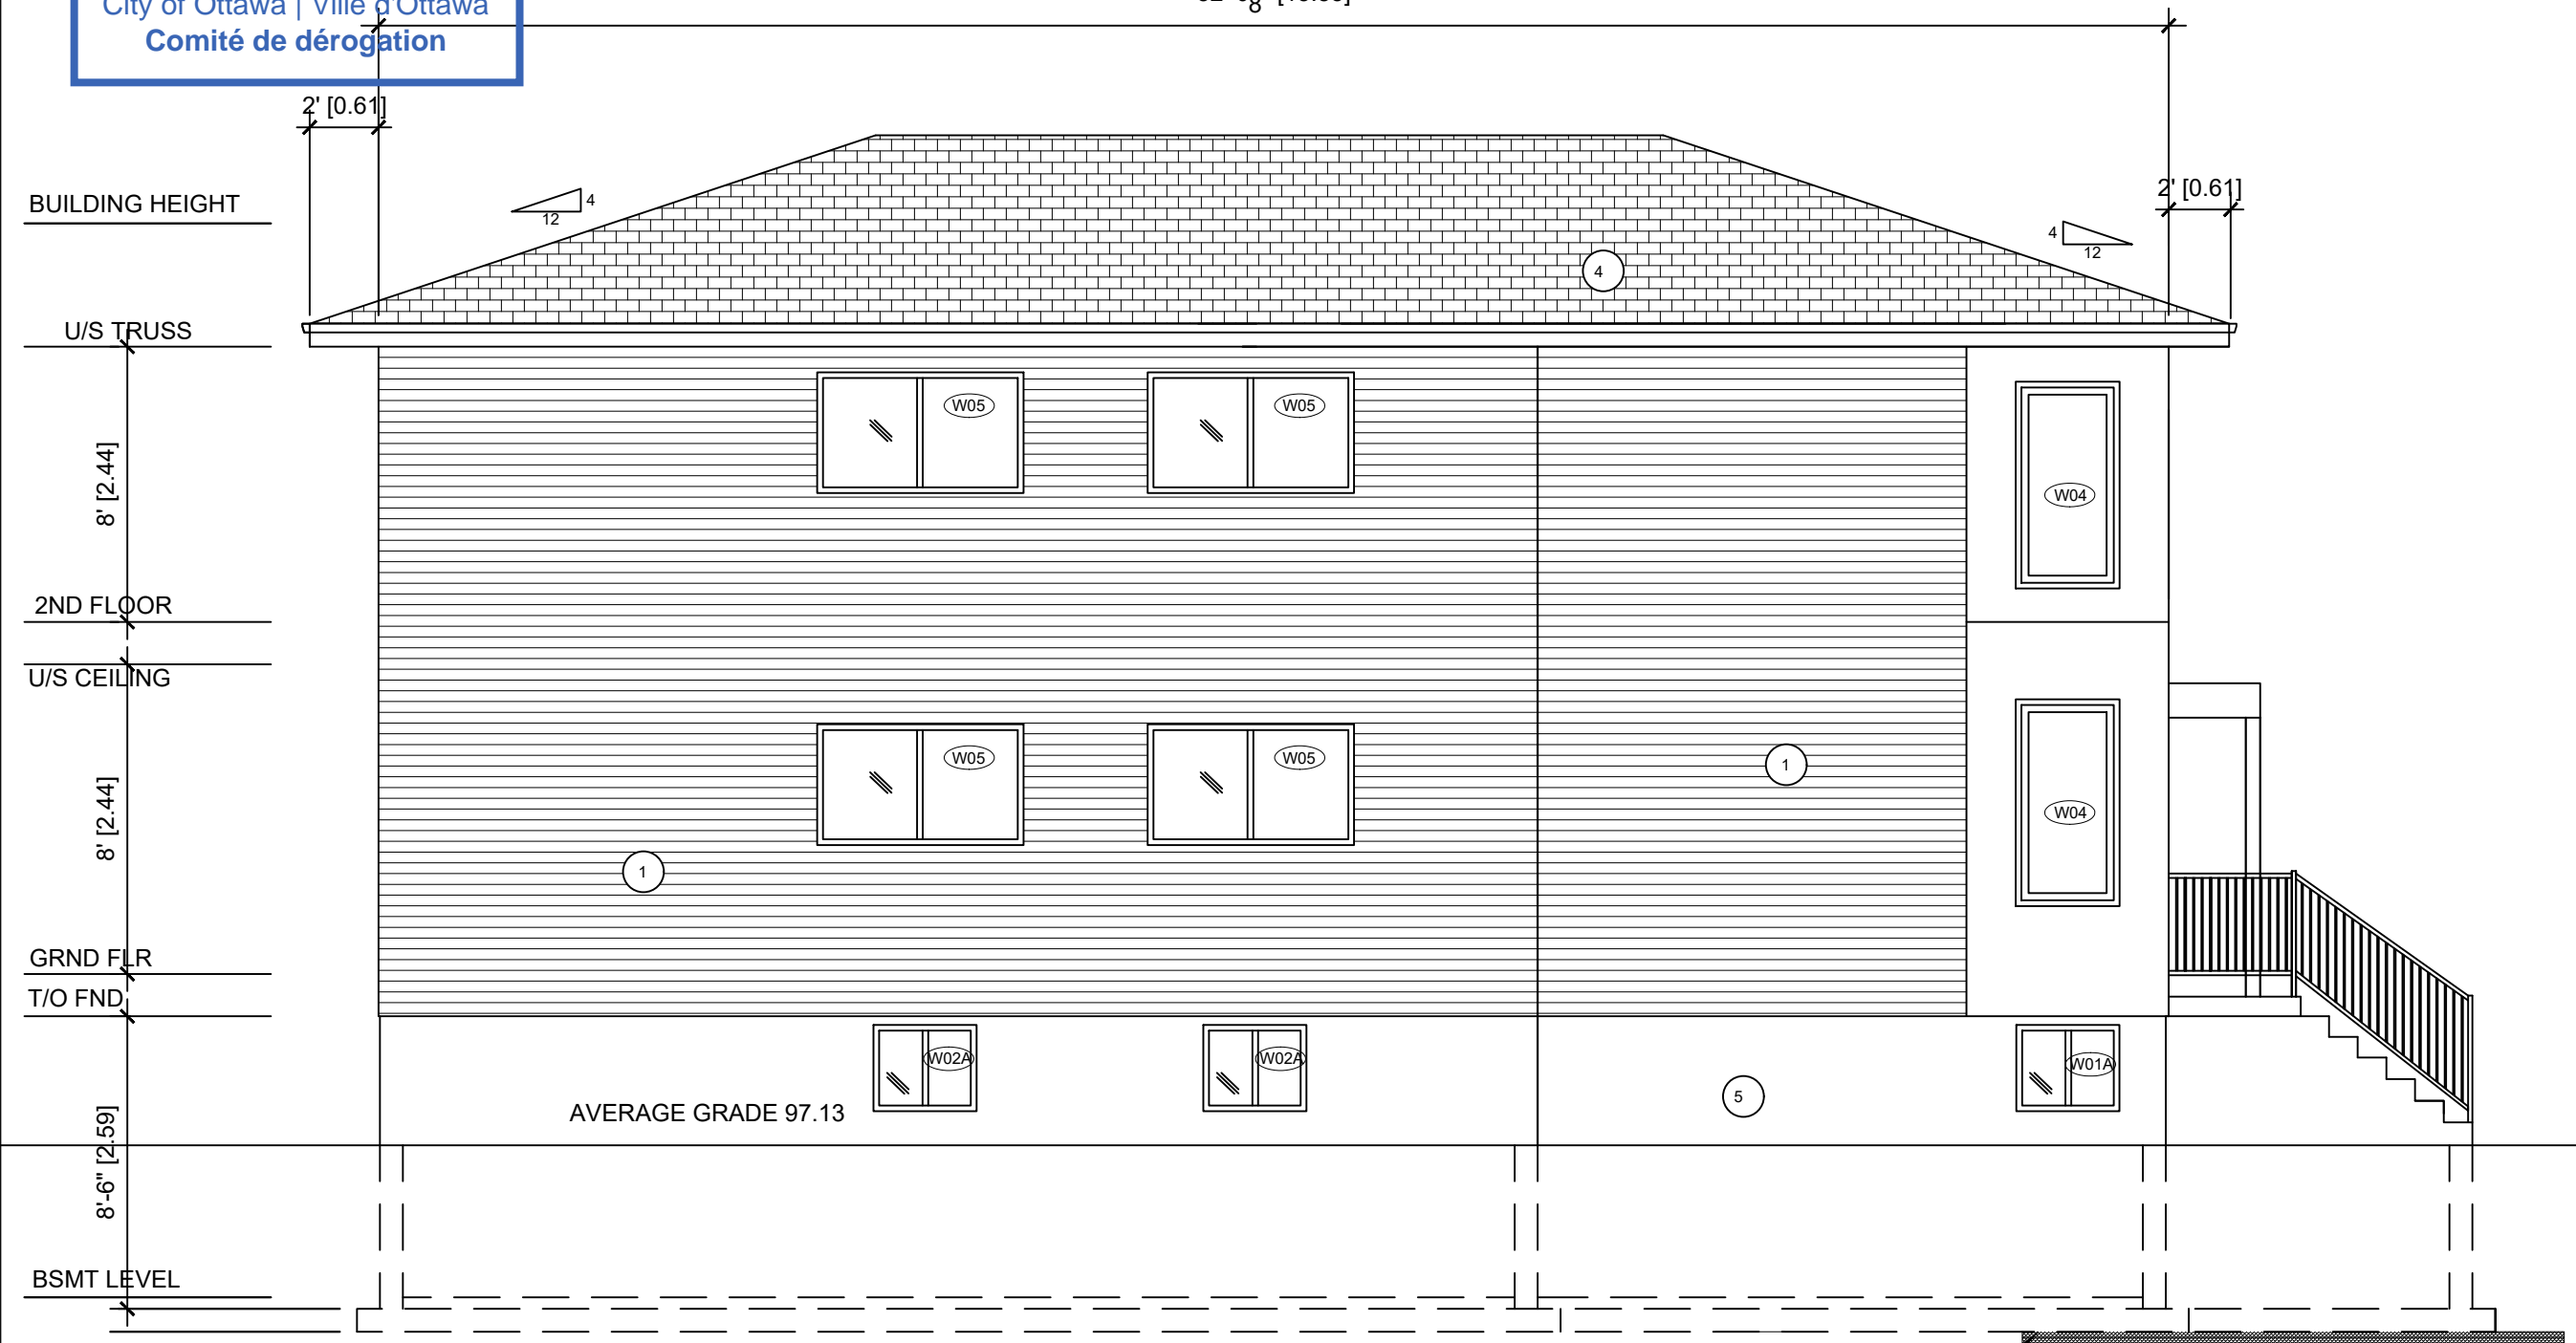 City of Ottawa | Ville d'Ottawa
Comité de dérogation
2' [0.61]
BUILDING HEIGHT
4
12
2' [0.61]
4
12
4
U/S TRUSS
W05
W05
W04
8' [2.44]
2ND FLOOR
U/S CEILING
W05
W05
1
W04
8' [2.44]
1
GRND FLR
T/O FND
W02A
W02A
W01A
5
AVERAGE GRADE 97.13
8'-6" [2.59]
BSMT LEVEL